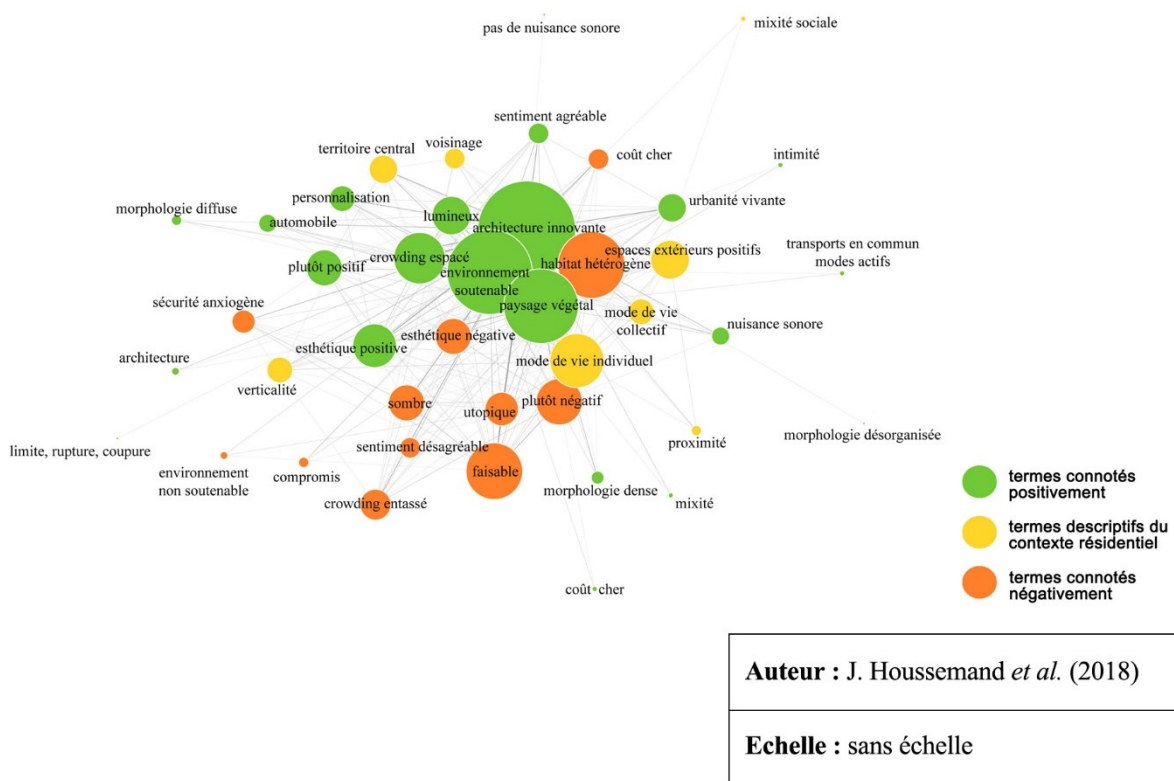 pas de nuisance sonore
mixité sociale
sentiment agréable
voisinage
territoire central
coût cher
intimité
personnalisation
urbanité vivante
morphologie diffuse
lumineux
automobile
architecture innovante
espaces extérieurs positifs
transports en commun
modes actifs
crowding espacé
habitat hétérogène
plutôt positif
environnement
soutenable
paysage végétal
sécurité anxiogène
mode de vie
collectif
nuisance sonore
esthétique négative
esthétique positive
architecture
mode de vie individuel
verticalité
sombre
utopique
plutôt négatif
proximité
morphologie désorganisée
limite, rupture, coupure
sentiment désagréable
environnement
non soutenable
compromis
faisable
crowding entassé
morphologie dense
mixité
coût cher
termes connotés
positivement
termes descriptifs du
contexte résidentiel
termes connotés
négativement
Auteur : J. Houssemand et al. (2018)
Echelle : sans échelle